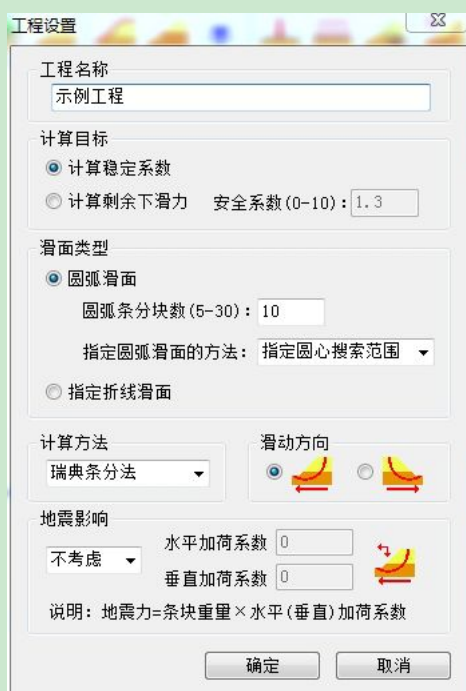 工程设置
工程名称
示例工程
计算目标
计算稳定系数
计算剩余下滑力 安全系数(0-10): 1.3
滑面类型
圆弧滑面
圆弧条分块数(5-30): 10
指定圆弧滑面的方法: 指定圆心搜索范围
指定折线滑面
计算方法 滑动方向
瑞典条分法
地震影响
不考虑 水平加荷系数 0
垂直加荷系数 0
说明: 地震力=条块重量×水平(垂直)加荷系数
确定 取消